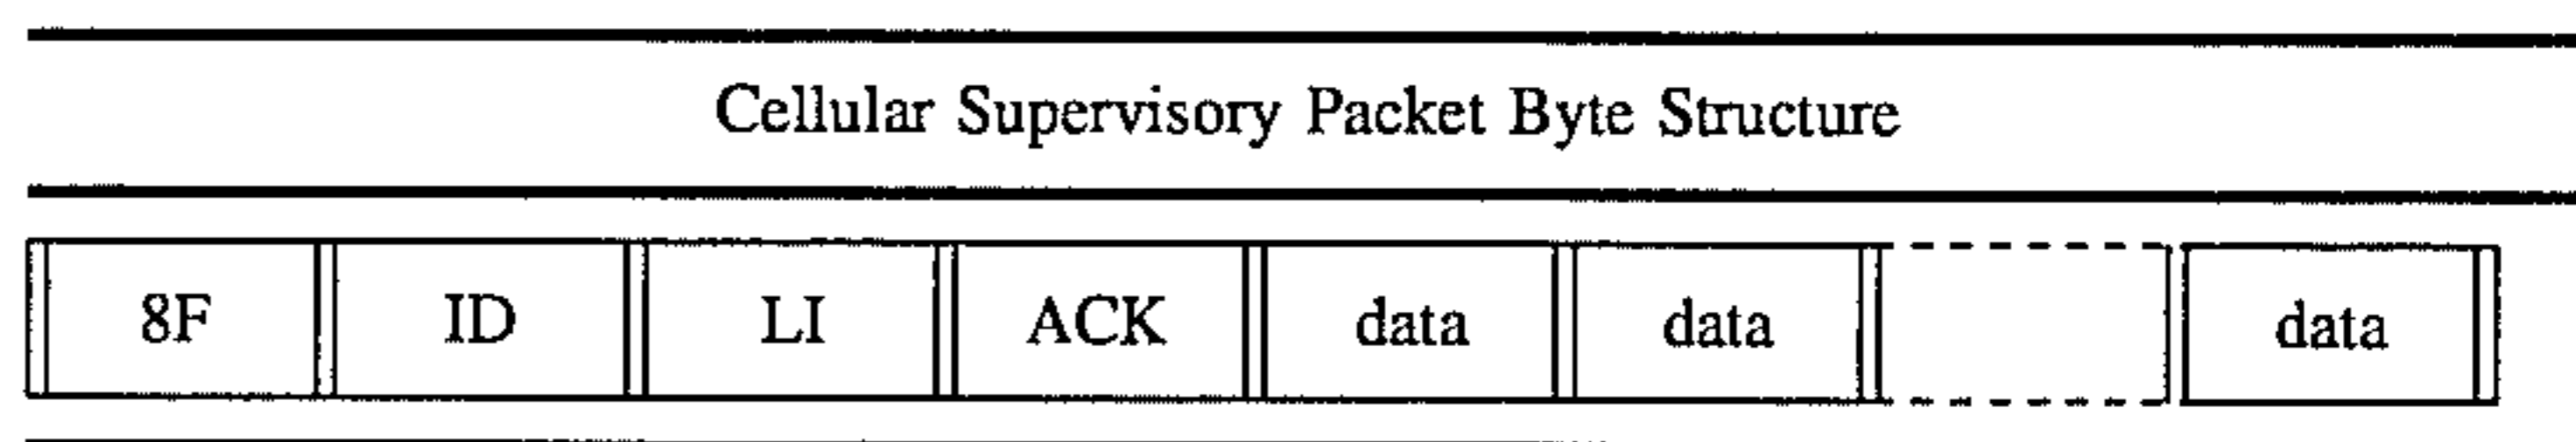 Cellular Supervisory Packet Byte Structure
8F ID LI ACK data data data